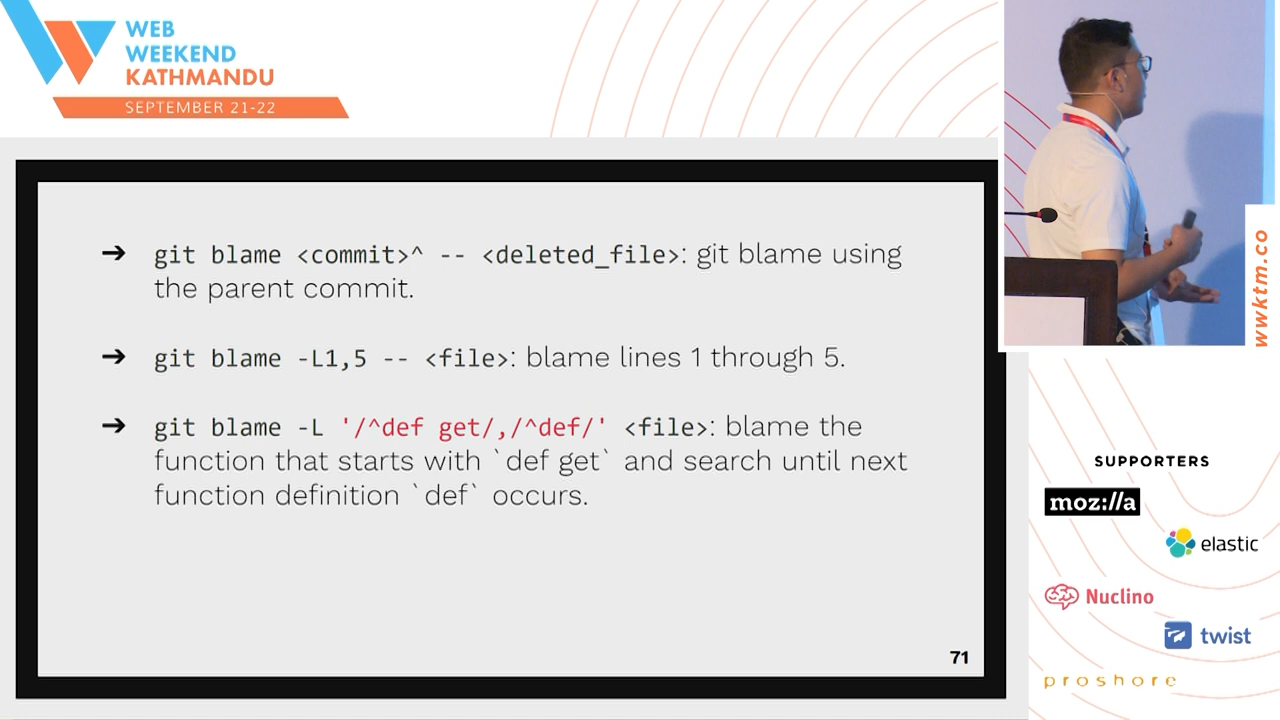 WEB
WEEKEND
KATHMANDU
SEPTEMBER 21-22
➔ git blame <commit>^ -- <deleted_file>: git blame using
the parent commit.
➔ git blame -L1,5 -- <file>: blame lines 1 through 5.
➔ git blame -L '/^def get/,/^def/' <file>: blame the
function that starts with `def get` and search until next
function definition `def` occurs.
71
wwktm.co
SUPPORTERS
moz://a
elastic
Nuclino
twist
proshore